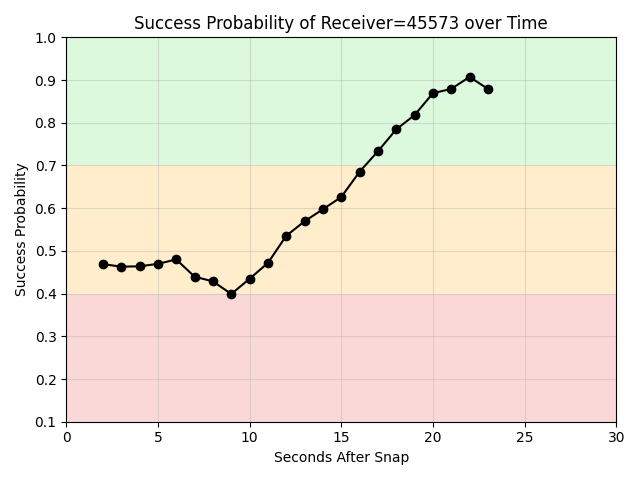 Success Probability of Receiver=45573 over Time
1.0
0.9
0.8
0.7
0.6
0.5
0.4
0.3
0.2
0.1
Success Probability
0 5 10 15 20 25 30
Seconds After Snap